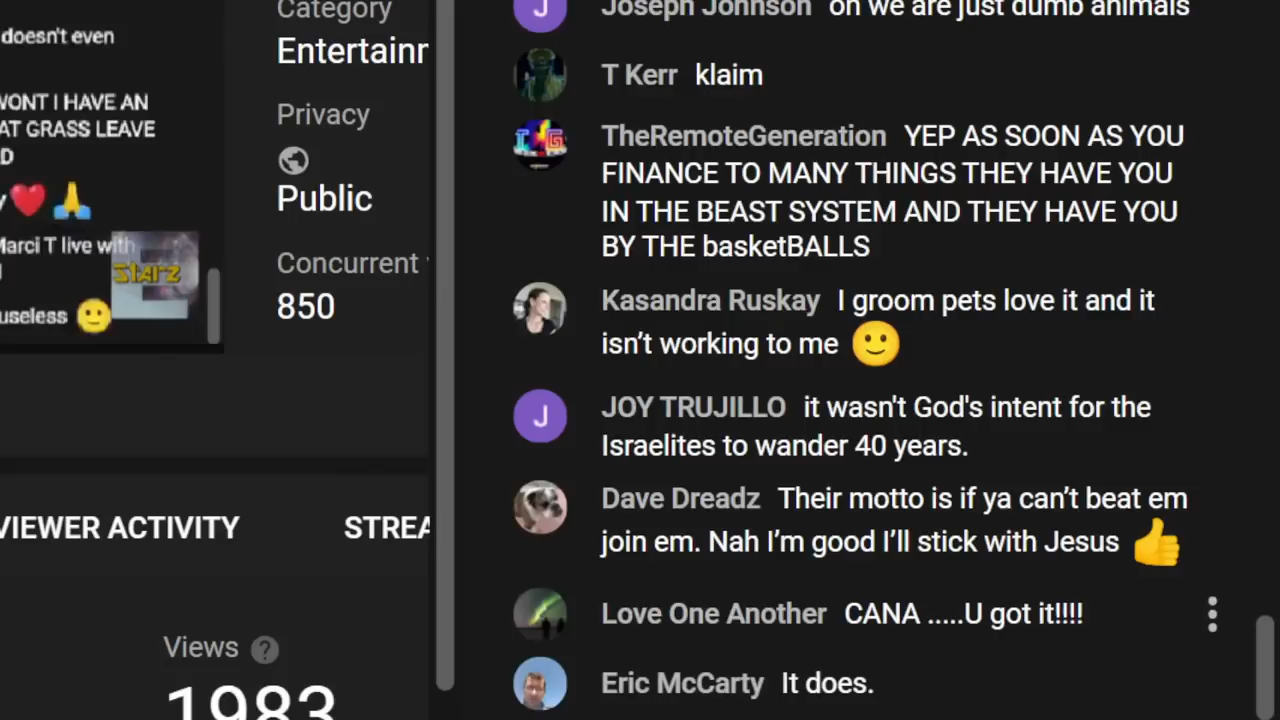 doesn't even
WONT I HAVE AN
AT GRASS LEAVE
D
y❤️🙏
Marci T live with
useless 🙂
Starz
Category
Entertainr
Privacy
Public
Concurrent
850
VIEWER ACTIVITY
STREA
Views
1983
Joseph Johnson on we are just dumb animals
T Kerr klaim
TheRemoteGeneration YEP AS SOON AS YOU
FINANCE TO MANY THINGS THEY HAVE YOU
IN THE BEAST SYSTEM AND THEY HAVE YOU
BY THE basketBALLS
Kasandra Ruskay I groom pets love it and it
isn’t working to me 🙂
J
JOY TRUJILLO it wasn't God's intent for the
Israelites to wander 40 years.
Dave Dreadz Their motto is if ya can’t beat em
join em. Nah I’m good I’ll stick with Jesus 👍
Love One Another CANA .....U got it!!!!
Eric McCarty It does.